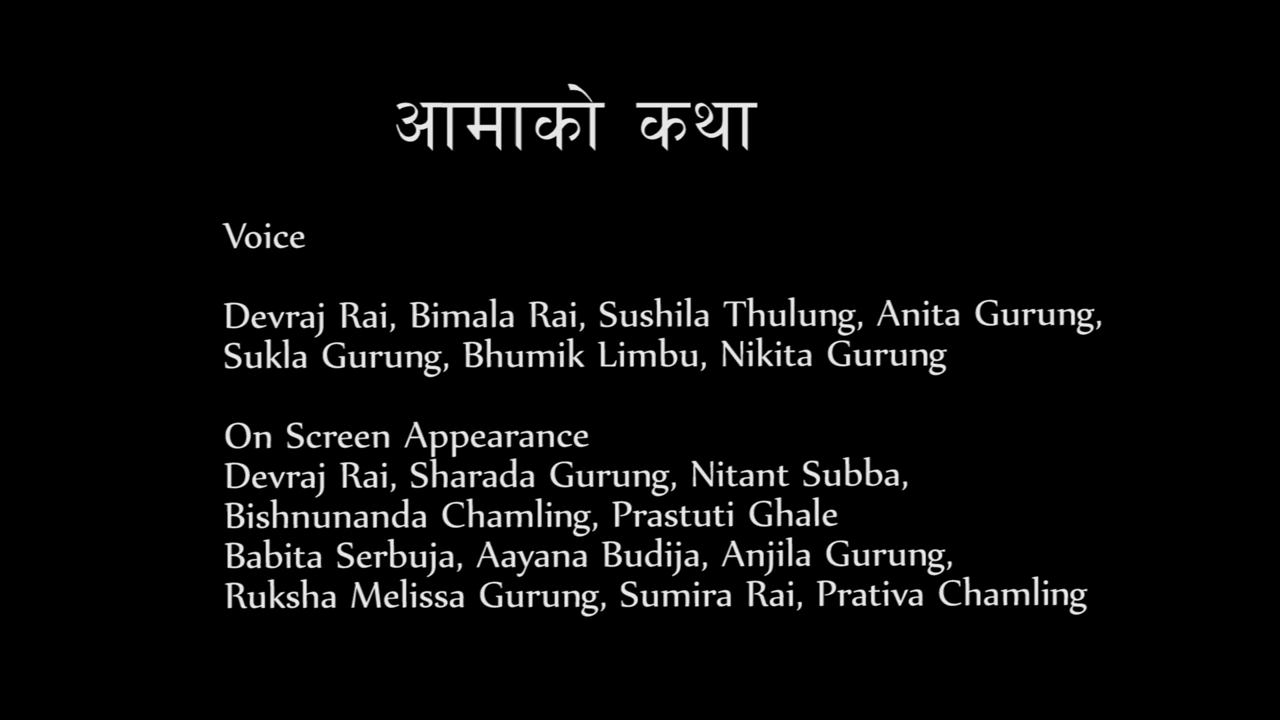 आमाको कथा
Voice
Devraj Rai, Bimala Rai, Sushila Thulung, Anita Gurung,
Sukla Gurung, Bhumik Limbu, Nikita Gurung
On Screen Appearance
Devraj Rai, Sharada Gurung, Nitant Subba,
Bishnunanda Chamling, Prastuti Ghale
Babita Serbuja, Aayana Budija, Anjila Gurung,
Ruksha Melissa Gurung, Sumira Rai, Prativa Chamling